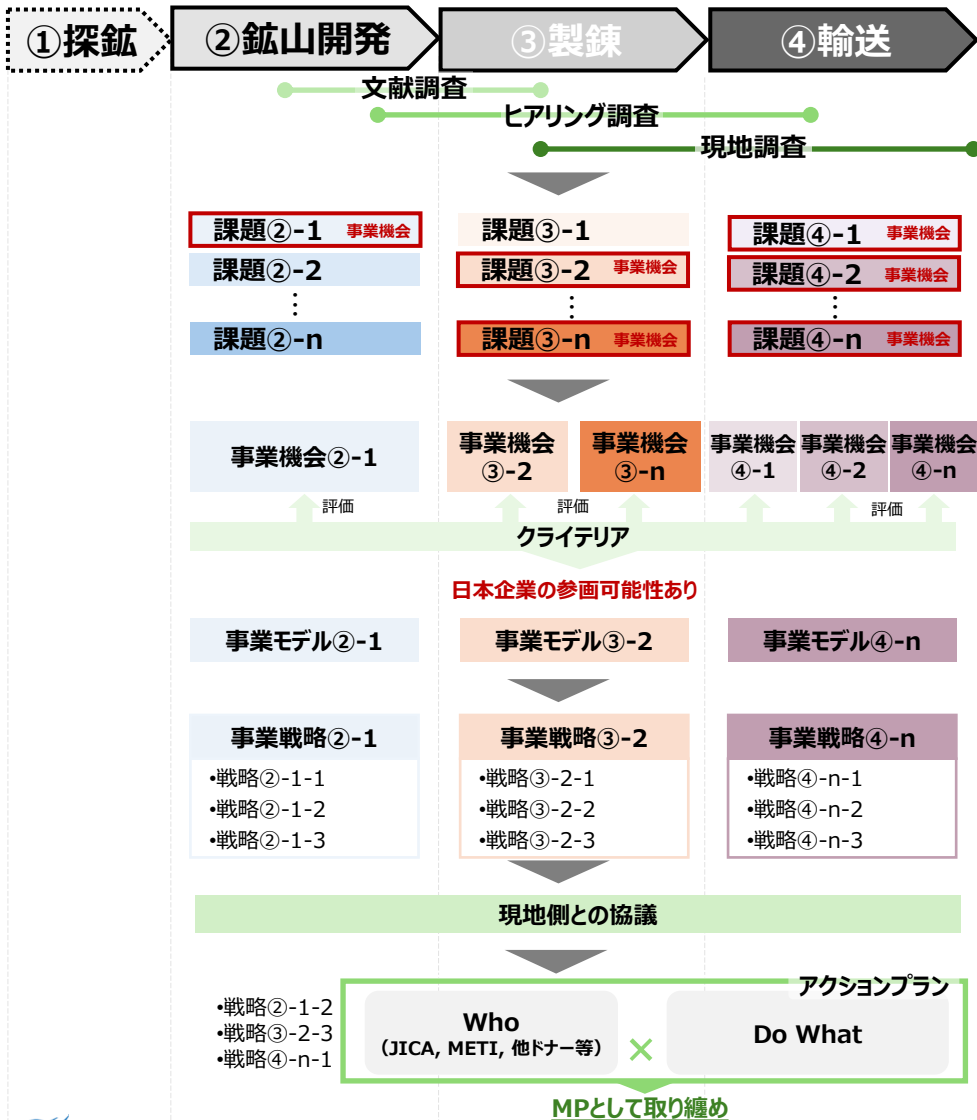 ①探鉱
②鉱山開発
③製錬
④輸送
文献調査
ヒアリング調査
現地調査
課題②-1 事業機会
課題②-2
⋮
課題②-n
課題③-1
課題③-2 事業機会
⋮
課題③-n 事業機会
課題④-1 事業機会
課題④-2 事業機会
⋮
課題④-n 事業機会
事業機会②-1
事業機会
③-2
事業機会
③-n
事業機会
④-1
事業機会
④-2
事業機会
④-n
評価
評価
評価
クライテリア
日本企業の参画可能性あり
事業モデル②-1
事業モデル③-2
事業モデル④-n
事業戦略②-1
•戦略②-1-1
•戦略②-1-2
•戦略②-1-3
事業戦略③-2
•戦略③-2-1
•戦略③-2-2
•戦略③-2-3
事業戦略④-n
•戦略④-n-1
•戦略④-n-2
•戦略④-n-3
現地側との協議
•戦略②-1-2
•戦略③-2-3
•戦略④-n-1
アクションプラン
Who
(JICA, METI, 他ドナー等)
×
Do What
MPとして取り纏め